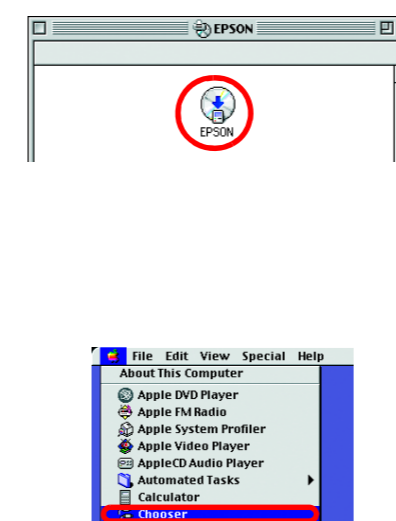 EPSON
EPSON
File Edit View Special Help
About This Computer
Apple DVD Player
Apple FM Radio
Apple System Profiler
Apple Video Player
AppleCD Audio Player
Automated Tasks
Calculator
Chooser